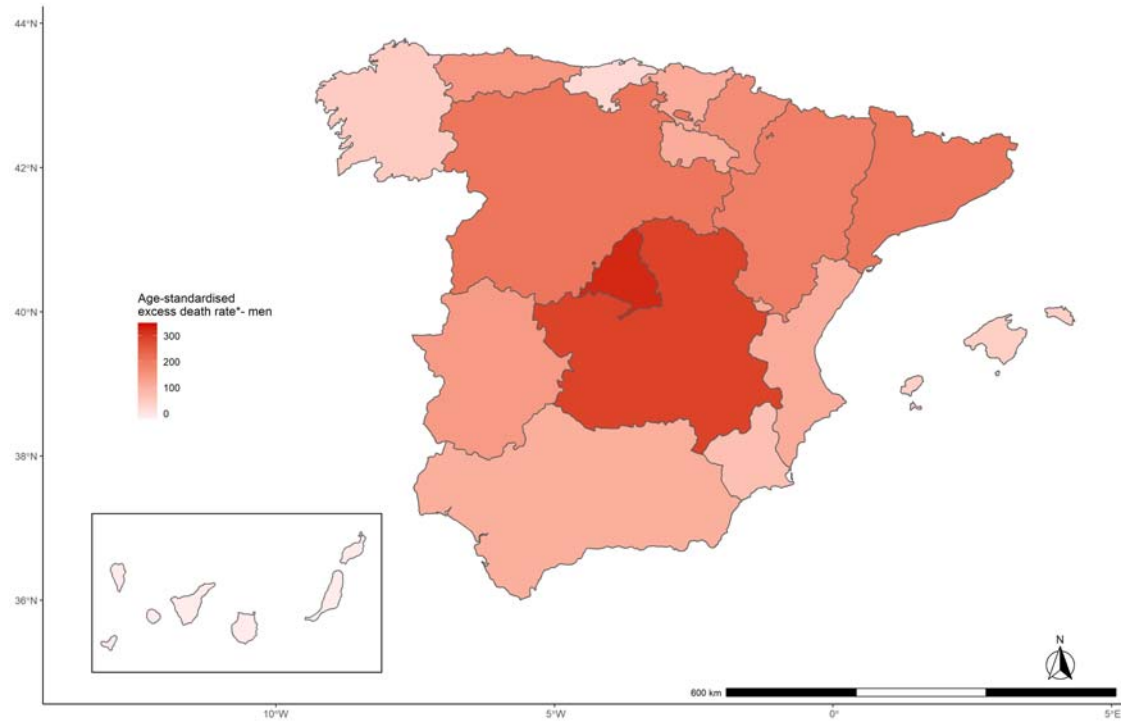 44°N
42°N
40°N
38°N
36°N
Age-standardised
excess death rate*- men
300
200
100
0
N
600 km
10°W
5°W
0°
5°E